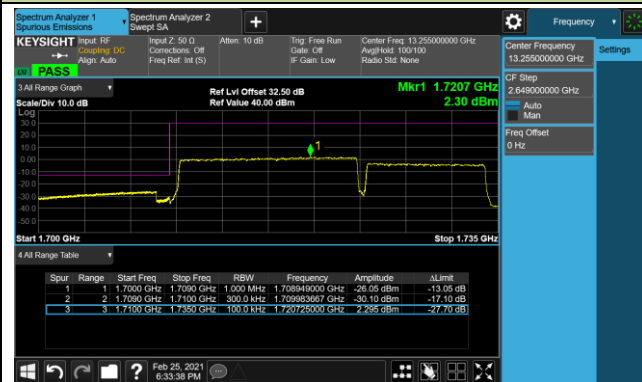 Spectrum Analyzer 1
Spurious Emissions
Spectrum Analyzer 2
Swept SA
+
Frequency
KEYSIGHT
Input: RF
Coupling: DC
Align: Auto
Input Z: 50 Ω
Corrections: Off
Freq Ref: Int (S)
Atten: 10 dB
Trig: Free Run
Gate: Off
IF Gain: Low
Center Freq: 13.255000000 GHz
Avg|Hold: 100/100
Radio Std: None
PASS
Center Frequency
13.255000000 GHz
Settings
CF Step
2.649000000 GHz
Auto
Man
Freq Offset
0 Hz
3 All Range Graph
Scale/Div 10.0 dB
Ref Lvl Offset 32.50 dB
Ref Value 40.00 dBm
Mkr1 1.7207 GHz
2.30 dBm
Log
30.0
20.0
10.0
0.00
-10.0
-20.0
-30.0
-40.0
-50.0
1
Start 1.700 GHz
Stop 1.735 GHz
4 All Range Table
Spur Range Start Freq Stop Freq RBW Frequency Amplitude ΔLimit
1 1 1.7000 GHz 1.7090 GHz 1.000 MHz 1.708949000 GHz -26.05 dBm -13.05 dB
2 2 1.7090 GHz 1.7100 GHz 300.0 kHz 1.709983667 GHz -30.10 dBm -17.10 dB
3 3 1.7100 GHz 1.7350 GHz 100.0 kHz 1.720725000 GHz 2.295 dBm -27.70 dB
?
Feb 25, 2021
6:33:38 PM